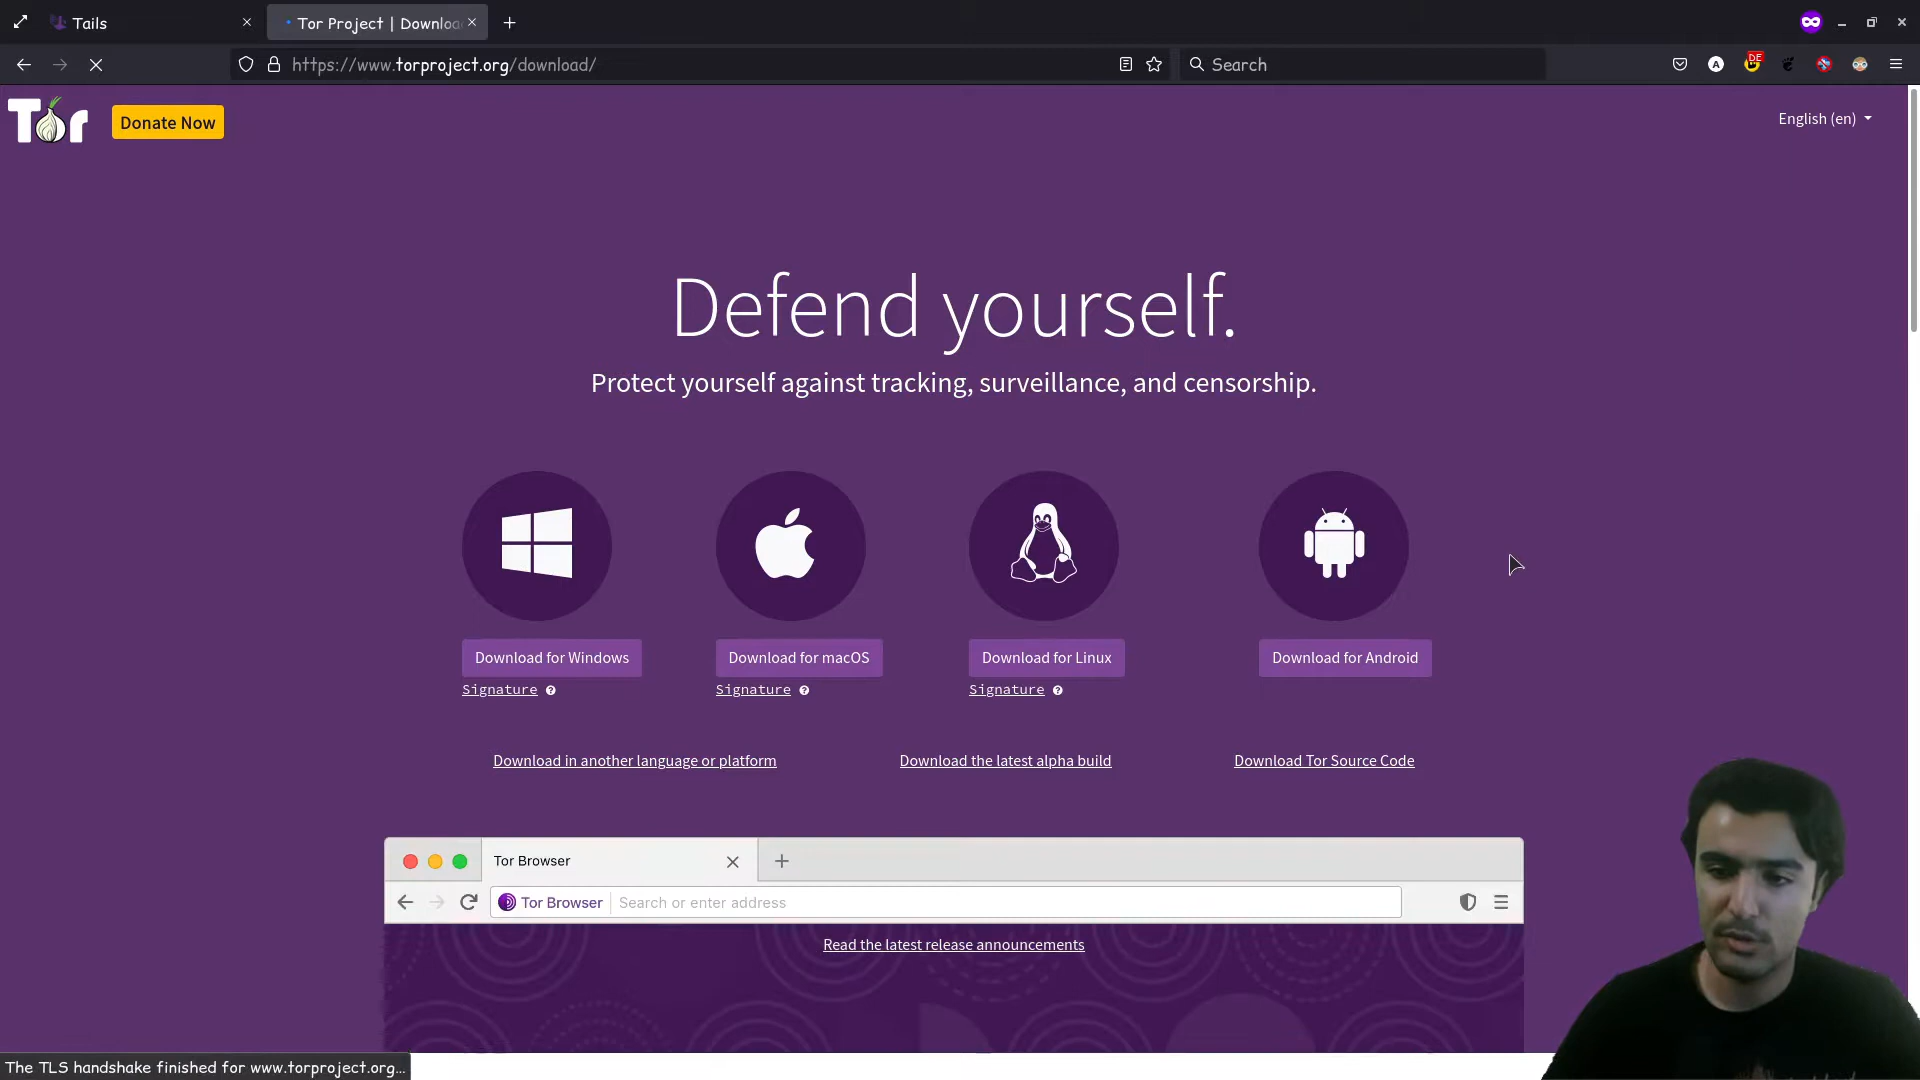 Tails
Tor Project | Downloa
https://www.torproject.org/download/
Search
A
DE
Tor
Donate Now
English (en)
Defend yourself.
Protect yourself against tracking, surveillance, and censorship.
Download for Windows
Download for macOS
Download for Linux
Download for Android
Signature ?
Signature ?
Signature ?
Download in another language or platform
Download the latest alpha build
Download Tor Source Code
Tor Browser
Tor Browser
Search or enter address
Read the latest release announcements
The TLS handshake finished for www.torproject.org...